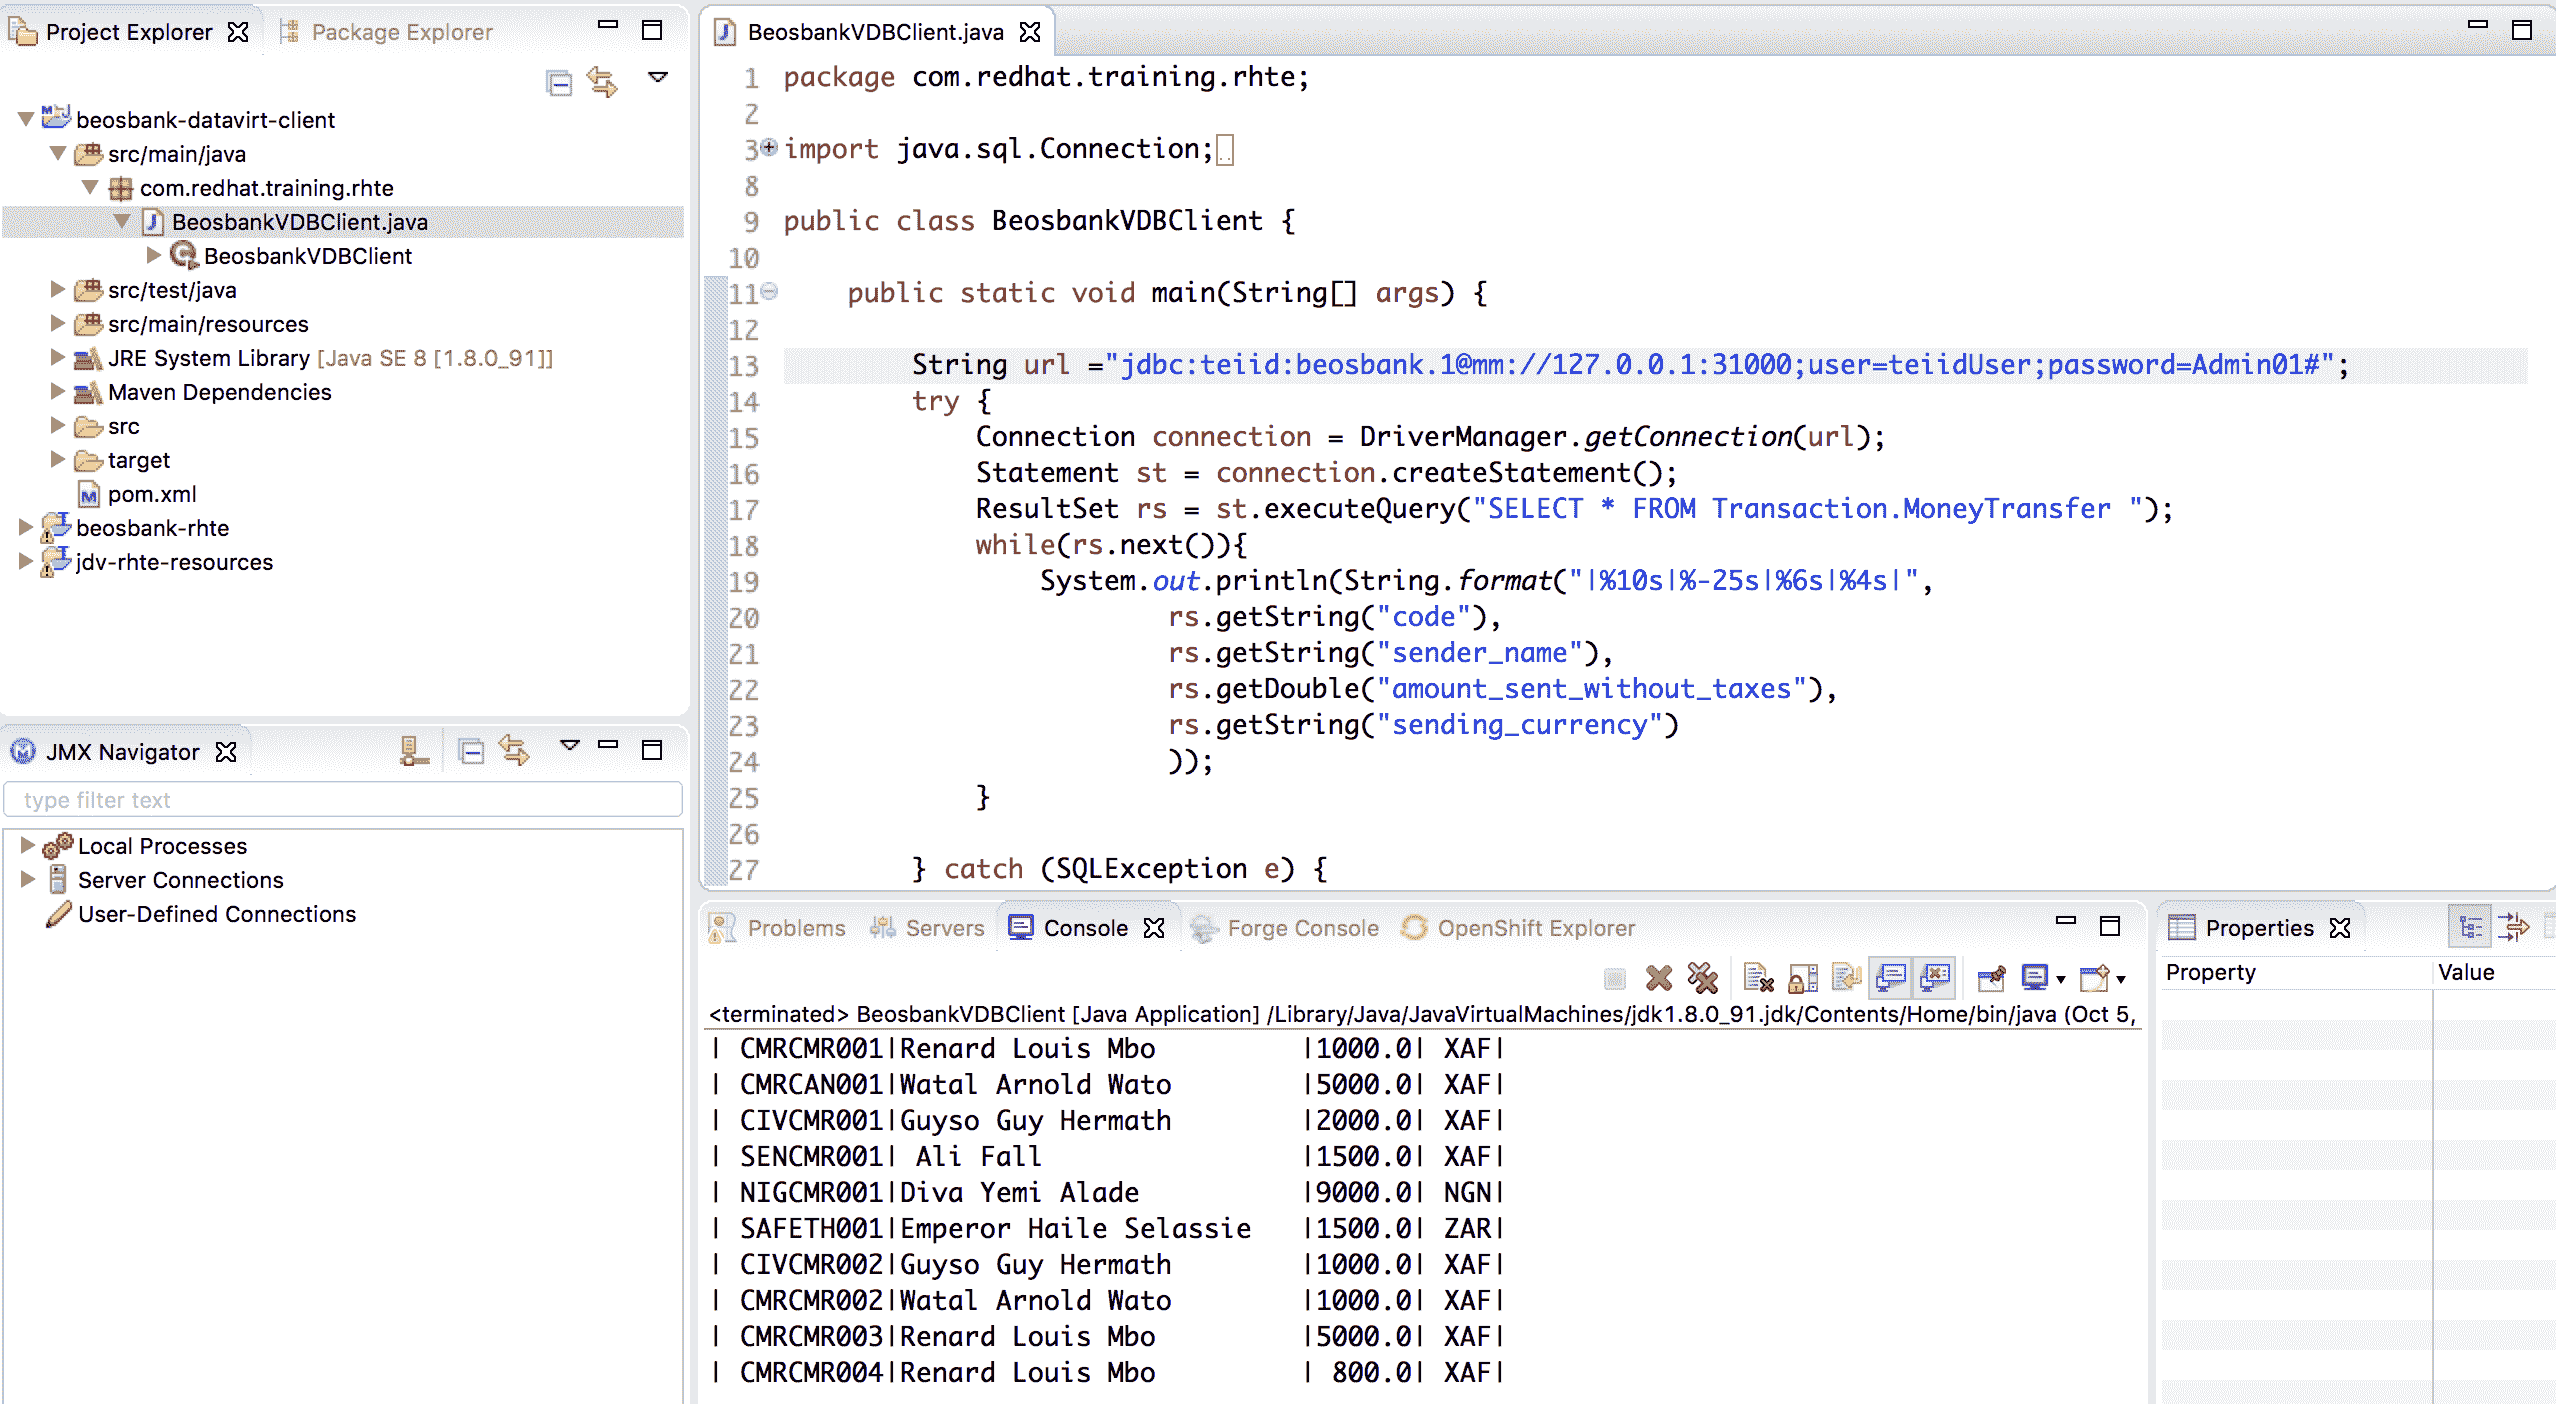 Project Explorer
Package Explorer
beosbank-datavirt-client
src/main/java
com.redhat.training.rhte
BeosbankVDBClient.java
BeosbankVDBClient
src/test/java
src/main/resources
JRE System Library [Java SE 8 [1.8.0_91]]
Maven Dependencies
src
target
pom.xml
beosbank-rhte
jdv-rhte-resources
JMX Navigator
type filter text
Local Processes
Server Connections
User-Defined Connections
BeosbankVDBClient.java
1 package com.redhat.training.rhte;
2
3 import java.sql.Connection;
8
9 public class BeosbankVDBClient {
10
11 public static void main(String[] args) {
12
13 String url ="jdbc:teiid:beosbank.1@mm://127.0.0.1:31000;user=teiidUser;password=Admin01#";
14 try {
15 Connection connection = DriverManager.getConnection(url);
16 Statement st = connection.createStatement();
17 ResultSet rs = st.executeQuery("SELECT * FROM Transaction.MoneyTransfer ");
18 while(rs.next()){
19 System.out.println(String.format("|%10s|%-25s|%6s|%4s|",
20 rs.getString("code"),
21 rs.getString("sender_name"),
22 rs.getDouble("amount_sent_without_taxes"),
23 rs.getString("sending_currency")
24 ));
25 }
26
27 } catch (SQLException e) {
Problems
Servers
Console
Forge Console
OpenShift Explorer
<terminated> BeosbankVDBClient [Java Application] /Library/Java/JavaVirtualMachines/jdk1.8.0_91.jdk/Contents/Home/bin/java (Oct 5,
| CMRCMR001|Renard Louis Mbo |1000.0| XAF|
| CMRCAN001|Watal Arnold Wato |5000.0| XAF|
| CIVCMR001|Guyso Guy Hermath |2000.0| XAF|
| SENCMR001| Ali Fall |1500.0| XAF|
| NIGCMR001|Diva Yemi Alade |9000.0| NGN|
| SAFETH001|Emperor Haile Selassie |1500.0| ZAR|
| CIVCMR002|Guyso Guy Hermath |1000.0| XAF|
| CMRCMR002|Watal Arnold Wato |1000.0| XAF|
| CMRCMR003|Renard Louis Mbo |5000.0| XAF|
| CMRCMR004|Renard Louis Mbo | 800.0| XAF|
Properties
Property Value